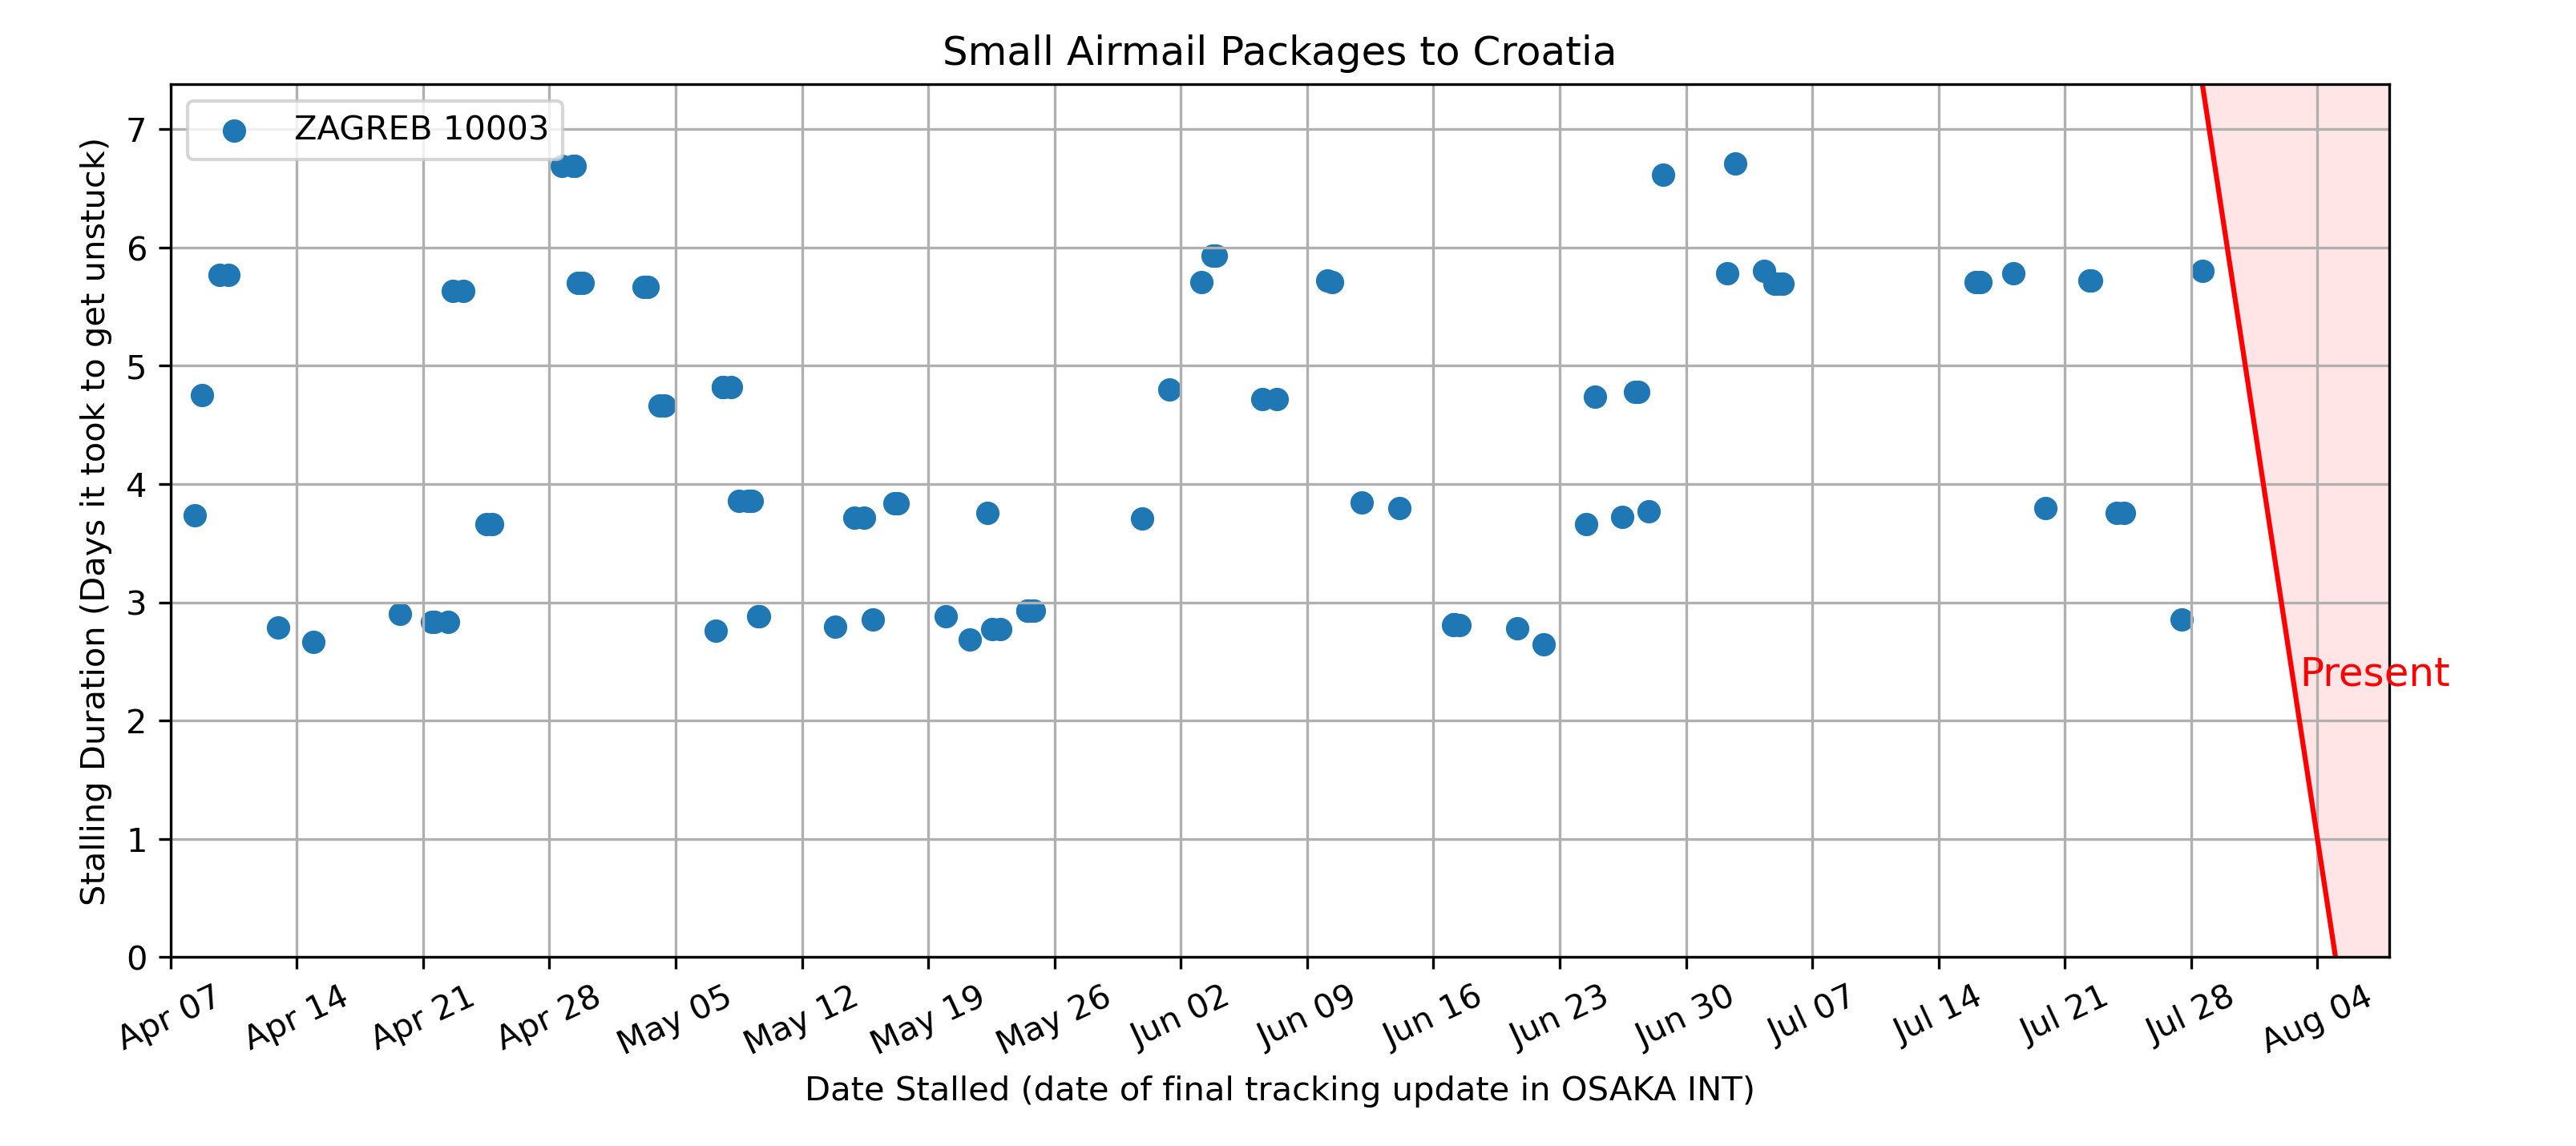 Small Airmail Packages to Croatia
ZAGREB 10003
Stalling Duration (Days it took to get unstuck)
7
6
5
4
3
2
1
0
Present
Apr 07
Apr 14
Apr 21
Apr 28
May 05
May 12
May 19
May 26
Jun 02
Jun 09
Jun 16
Jun 23
Jun 30
Jul 07
Jul 14
Jul 21
Jul 28
Aug 04
Date Stalled (date of final tracking update in OSAKA INT)